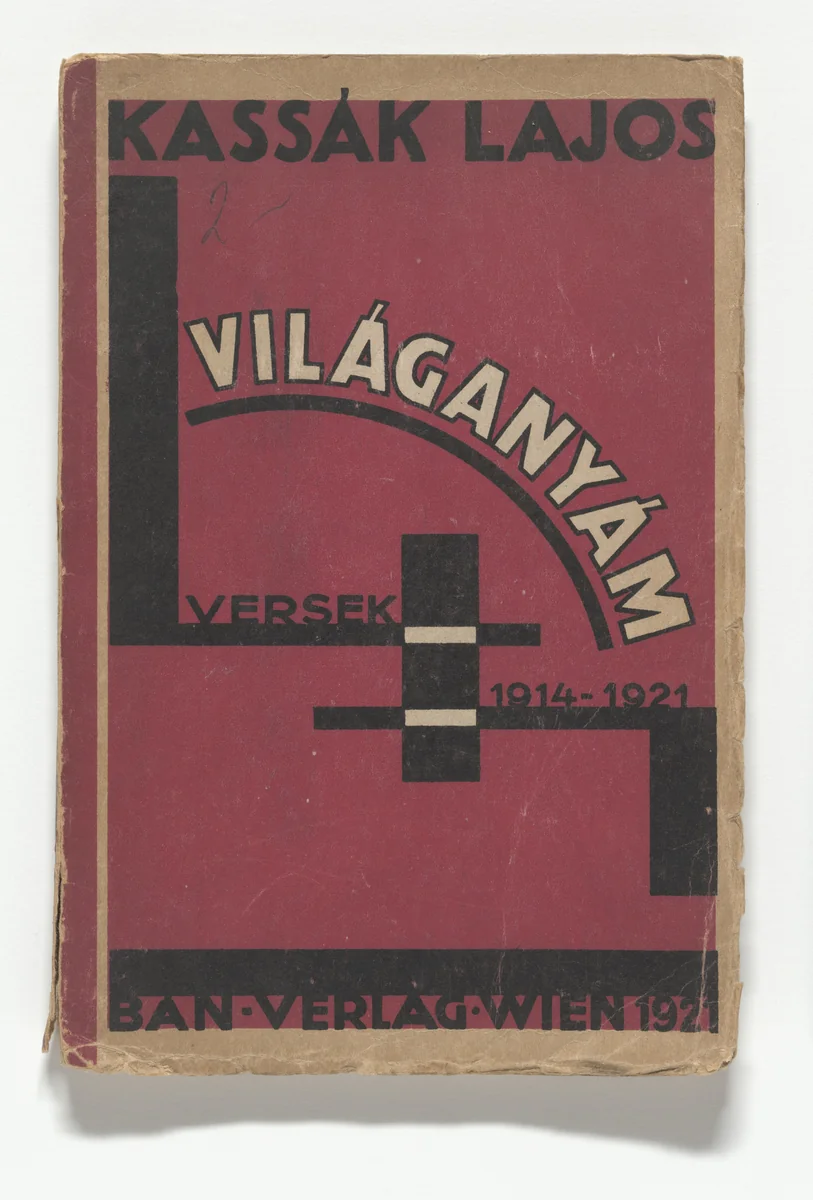 KASSÁK LAJOS
2 –
VILÁGANYÁM
VERSEK
1914-1921
BAN·VERLAG·WIEN 1921